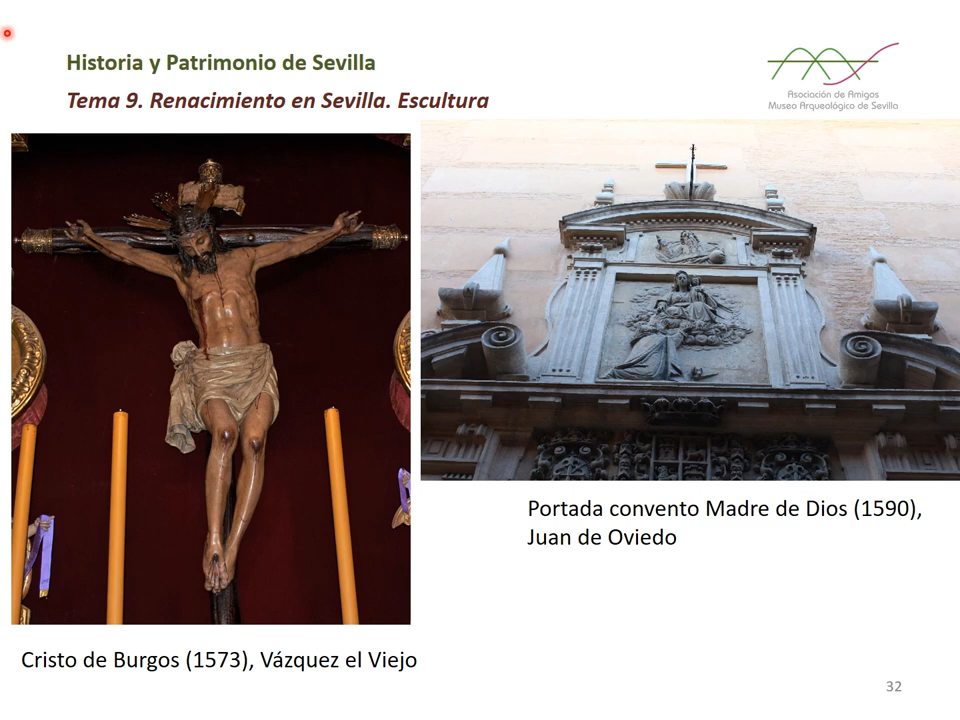 Historia y Patrimonio de Sevilla
Tema 9. Renacimiento en Sevilla. Escultura
Asociación de Amigos
Museo Arqueológico de Sevilla
Portada convento Madre de Dios (1590),
Juan de Oviedo
Cristo de Burgos (1573), Vázquez el Viejo
32